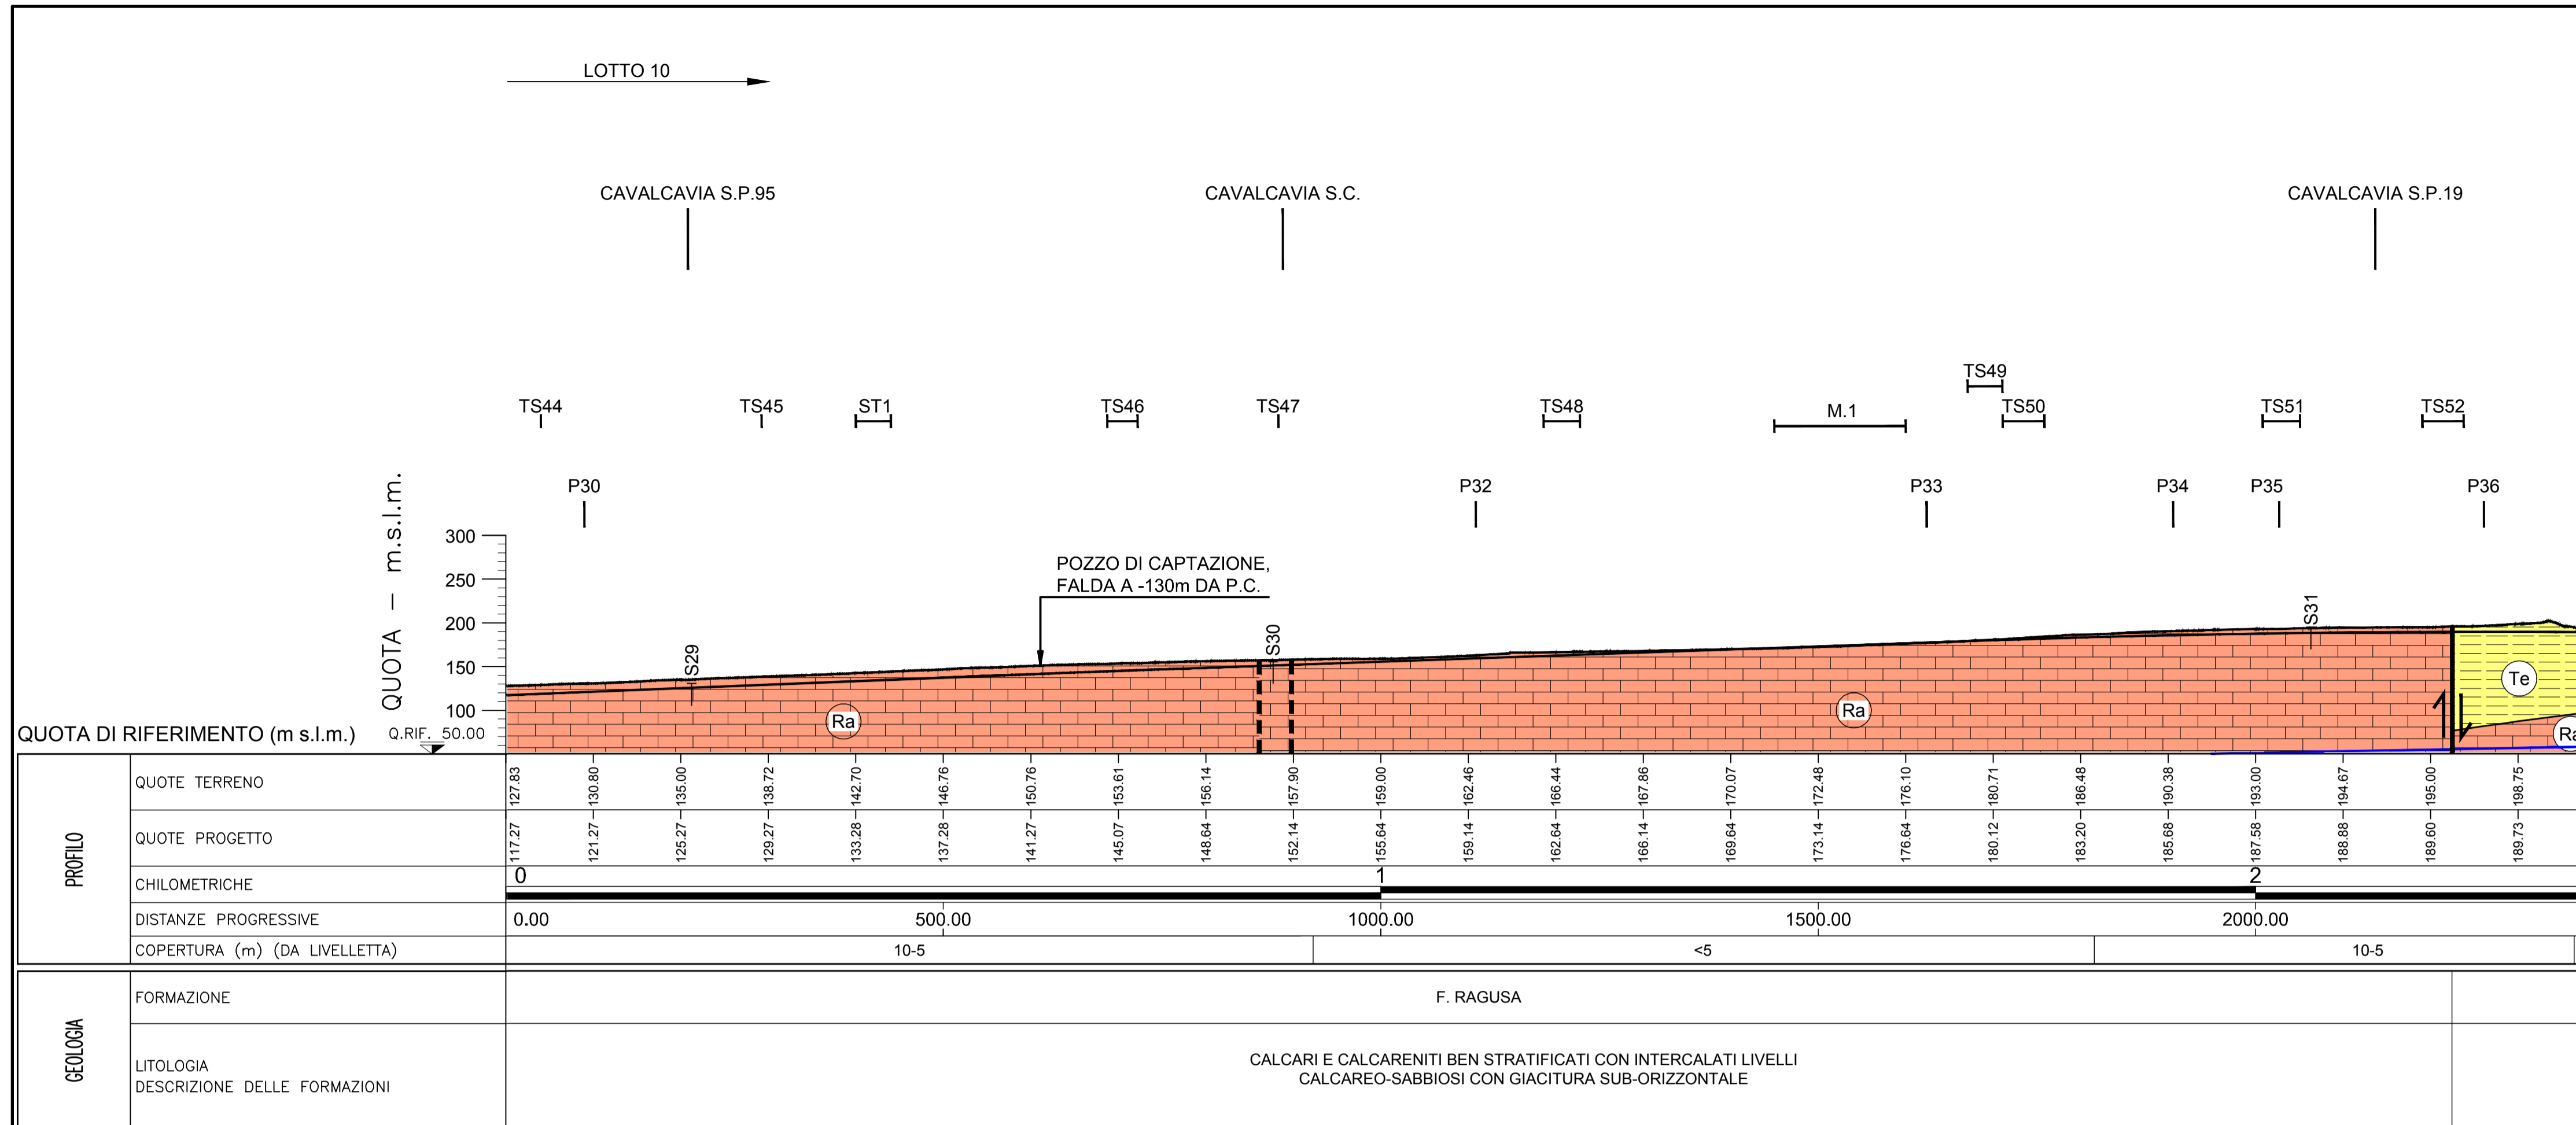 LOTTO 10
CAVALCAVIA S.P.95 CAVALCAVIA S.C. CAVALCAVIA S.P.19
TS49
TS44 TS45 ST1 TS46 TS47 TS48 M.1 TS50 TS51 TS52
P30 P32 P33 P34 P35 P36
QUOTA - m.s.l.m.
300
250
200
150
100
POZZO DI CAPTAZIONE,
FALDA A -130m DA P.C.
S29
S30
S31
Ra
Ra
Te
Ra
QUOTA DI RIFERIMENTO (m s.l.m.) Q.RIF. 50.00
PROFILO
QUOTE TERRENO 127.83 130.80 135.00 138.72 142.70 146.76 150.76 153.61 156.14 157.90 159.00 162.46 166.44 167.86 170.07 172.48 176.10 180.71 186.48 190.38 193.00 194.67 195.00 198.75
QUOTE PROGETTO 117.27 121.27 125.27 129.27 133.28 137.28 141.27 145.07 148.64 152.14 155.64 159.14 162.64 166.14 169.64 173.14 176.64 180.12 183.20 185.68 187.58 188.88 189.60 189.73
CHILOMETRICHE 0 1 2
DISTANZE PROGRESSIVE 0.00 500.00 1000.00 1500.00 2000.00
COPERTURA (m) (DA LIVELLETTA) 10-5 <5 10-5
GEOLOGIA
FORMAZIONE F. RAGUSA
LITOLOGIA
DESCRIZIONE DELLE FORMAZIONI
CALCARI E CALCARENITI BEN STRATIFICATI CON INTERCALATI LIVELLI
CALCAREO-SABBIOSI CON GIACITURA SUB-ORIZZONTALE